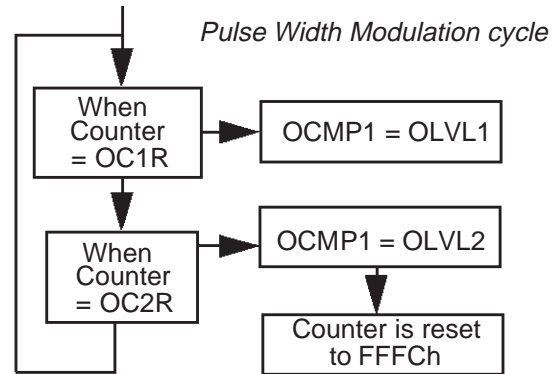 Pulse Width Modulation cycle
When
Counter
= OC1R
OCMP1 = OLVL1
When
Counter
= OC2R
OCMP1 = OLVL2
Counter is reset
to FFFCh